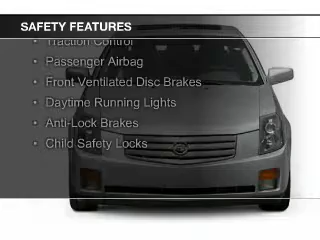 SAFETY FEATURES
• Traction Control
• Passenger Airbag
• Front Ventilated Disc Brakes
• Daytime Running Lights
• Anti-Lock Brakes
• Child Safety Locks